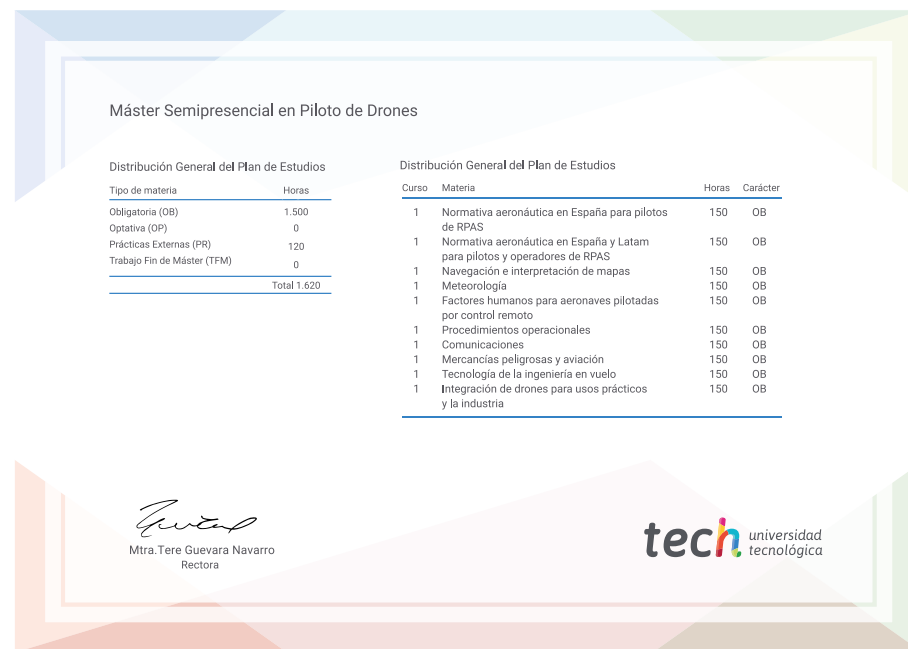 Máster Semipresencial en Piloto de Drones
Distribución General del Plan de Estudios
Tipo de materia Horas
Obligatoria (OB) 1.500
Optativa (OP) 0
Prácticas Externas (PR) 120
Trabajo Fin de Máster (TFM) 0
Total 1.620
Distribución General del Plan de Estudios
Curso Materia Horas Carácter
1 Normativa aeronáutica en España para pilotos 150 OB
de RPAS
1 Normativa aeronáutica en España y Latam 150 OB
para pilotos y operadores de RPAS
1 Navegación e interpretación de mapas 150 OB
1 Meteorología 150 OB
1 Factores humanos para aeronaves pilotadas 150 OB
por control remoto
1 Procedimientos operacionales 150 OB
1 Comunicaciones 150 OB
1 Mercancías peligrosas y aviación 150 OB
1 Tecnología de la ingeniería en vuelo 150 OB
1 Integración de drones para usos prácticos 150 OB
y la industria
Mtra.Tere Guevara Navarro
Rectora
tech universidad
tecnológica